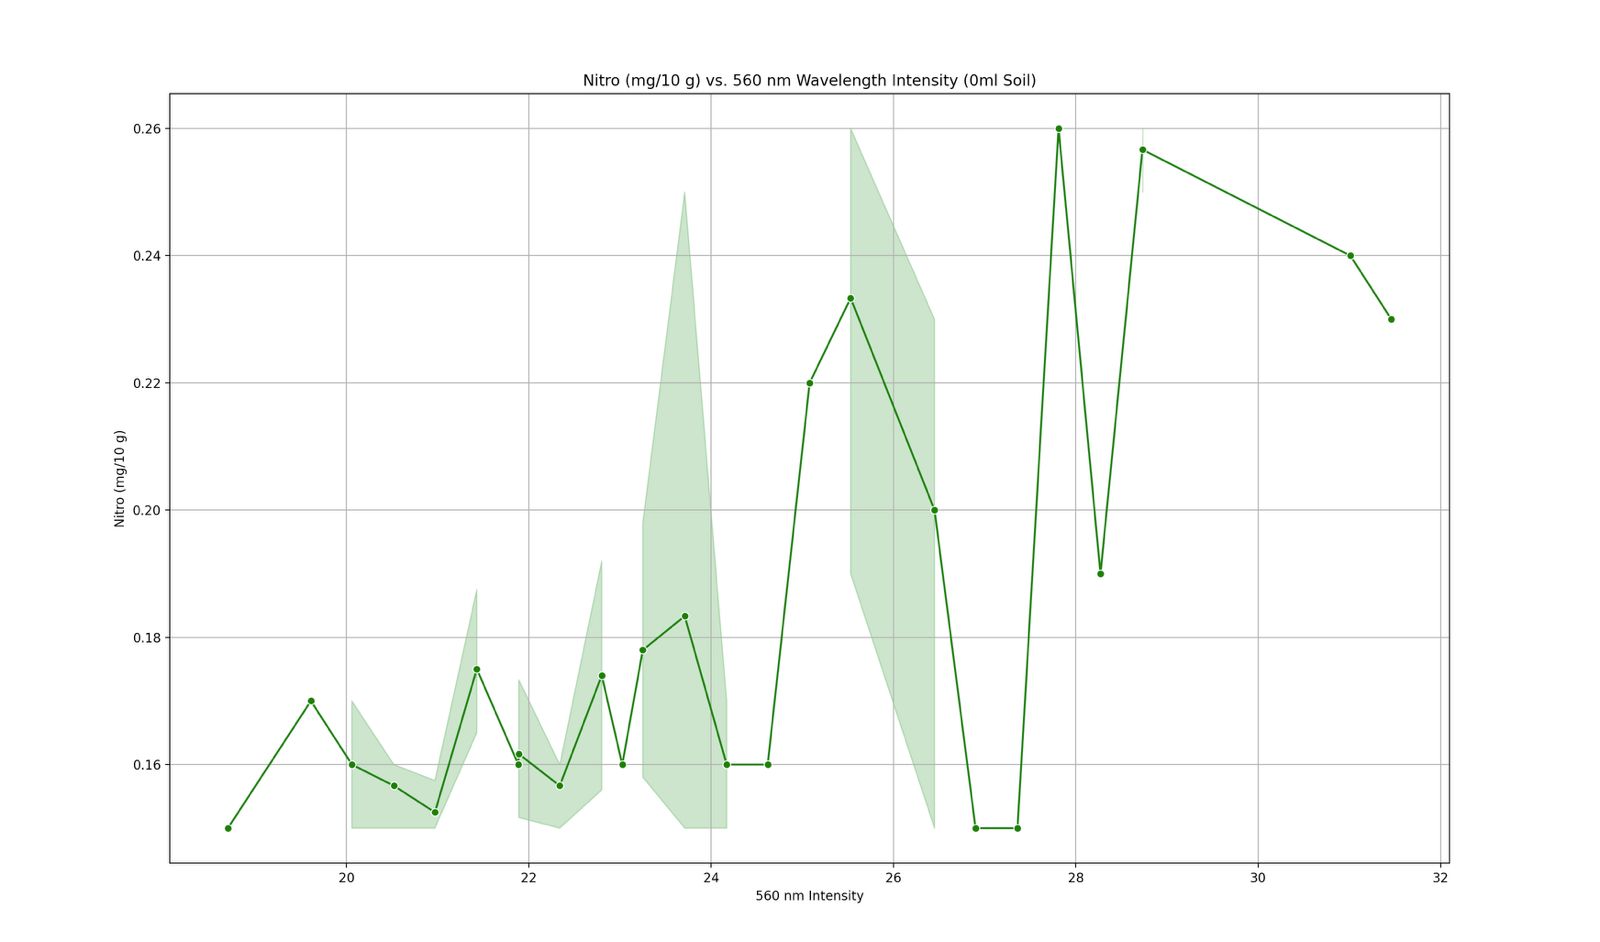 Nitro (mg/10 g) vs. 560 nm Wavelength Intensity (0ml Soil)
0.26
0.24
0.22
0.20
0.18
0.16
Nitro (mg/10 g)
20 22 24 26 28 30 32
560 nm Intensity